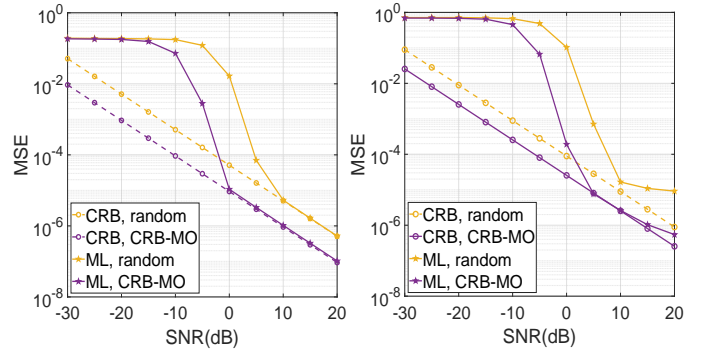 10^0
10^-2
10^-4
10^-6
10^-8
MSE
-30 -20 -10 0 10 20
SNR(dB)
CRB, random
CRB, CRB-MO
ML, random
ML, CRB-MO
10^0
10^-2
10^-4
10^-6
10^-8
MSE
-30 -20 -10 0 10 20
SNR(dB)
CRB, random
CRB, CRB-MO
ML, random
ML, CRB-MO